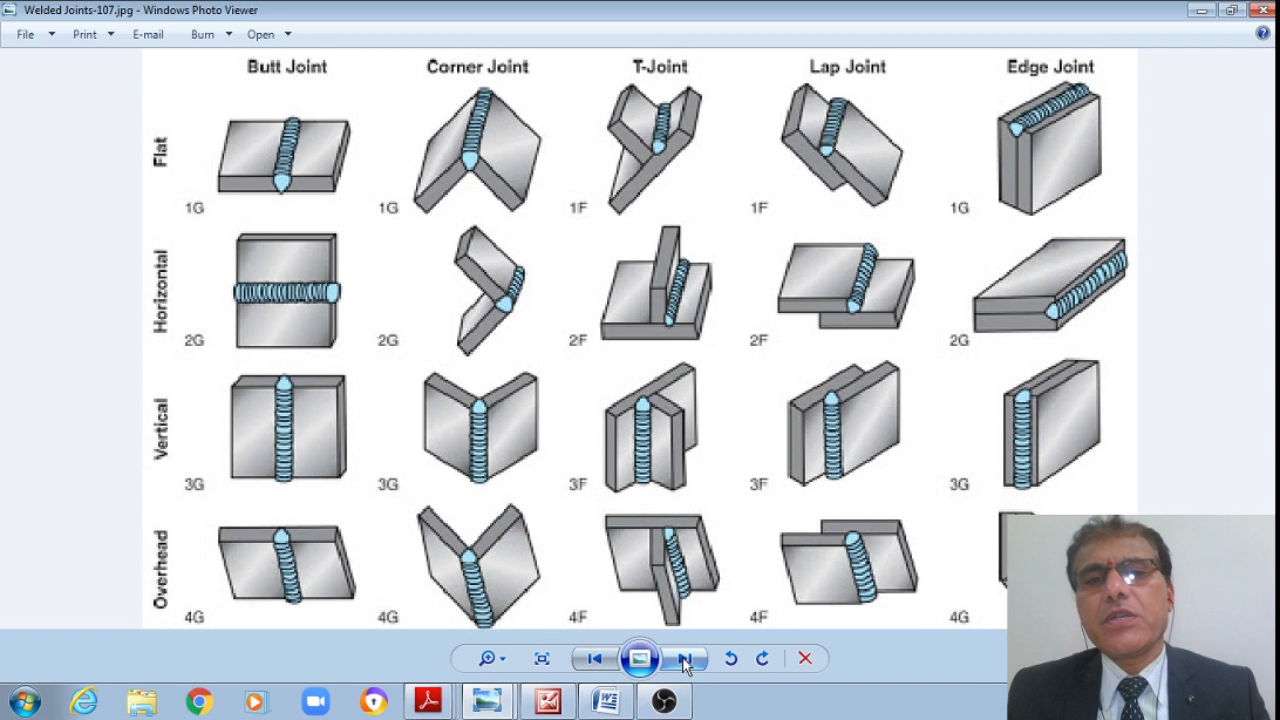 Welded Joints-107.jpg - Windows Photo Viewer
File Print E-mail Burn Open
Butt Joint Corner Joint T-Joint Lap Joint Edge Joint
Flat
1G 1G 1F 1F 1G
Horizontal
2G 2G 2F 2F 2G
Vertical
3G 3G 3F 3F 3G
Overhead
4G 4G 4F 4F 4G